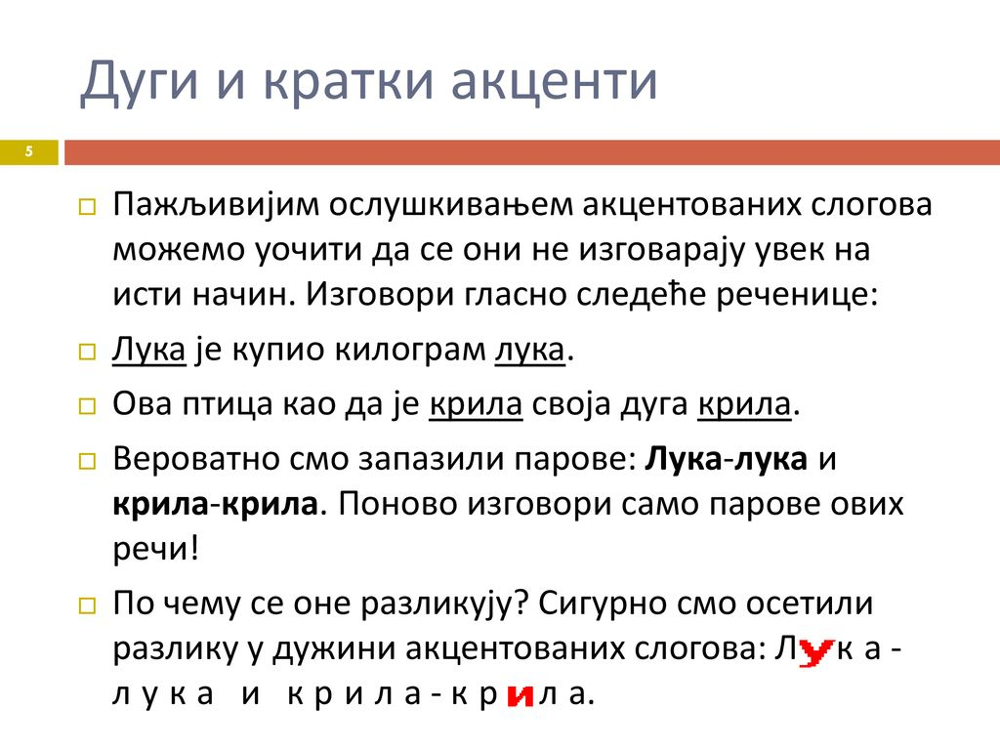 Дуги и кратки акценти
5
Пажљивијим ослушкивањем акцентованих слогова
можемо уочити да се они не изговарају увек на
исти начин. Изговори гласно следеће реченице:
Лука је купио килограм лука.
Ова птица као да је крила своја дуга крила.
Вероватно смо запазили парове: Лука-лука и
крила-крила. Поново изговори само парове ових
речи!
По чему се оне разликују? Сигурно смо осетили
разлику у дужини акцентованих слогова: Л у к а -
л у к а и к р и л а - к р и л а.